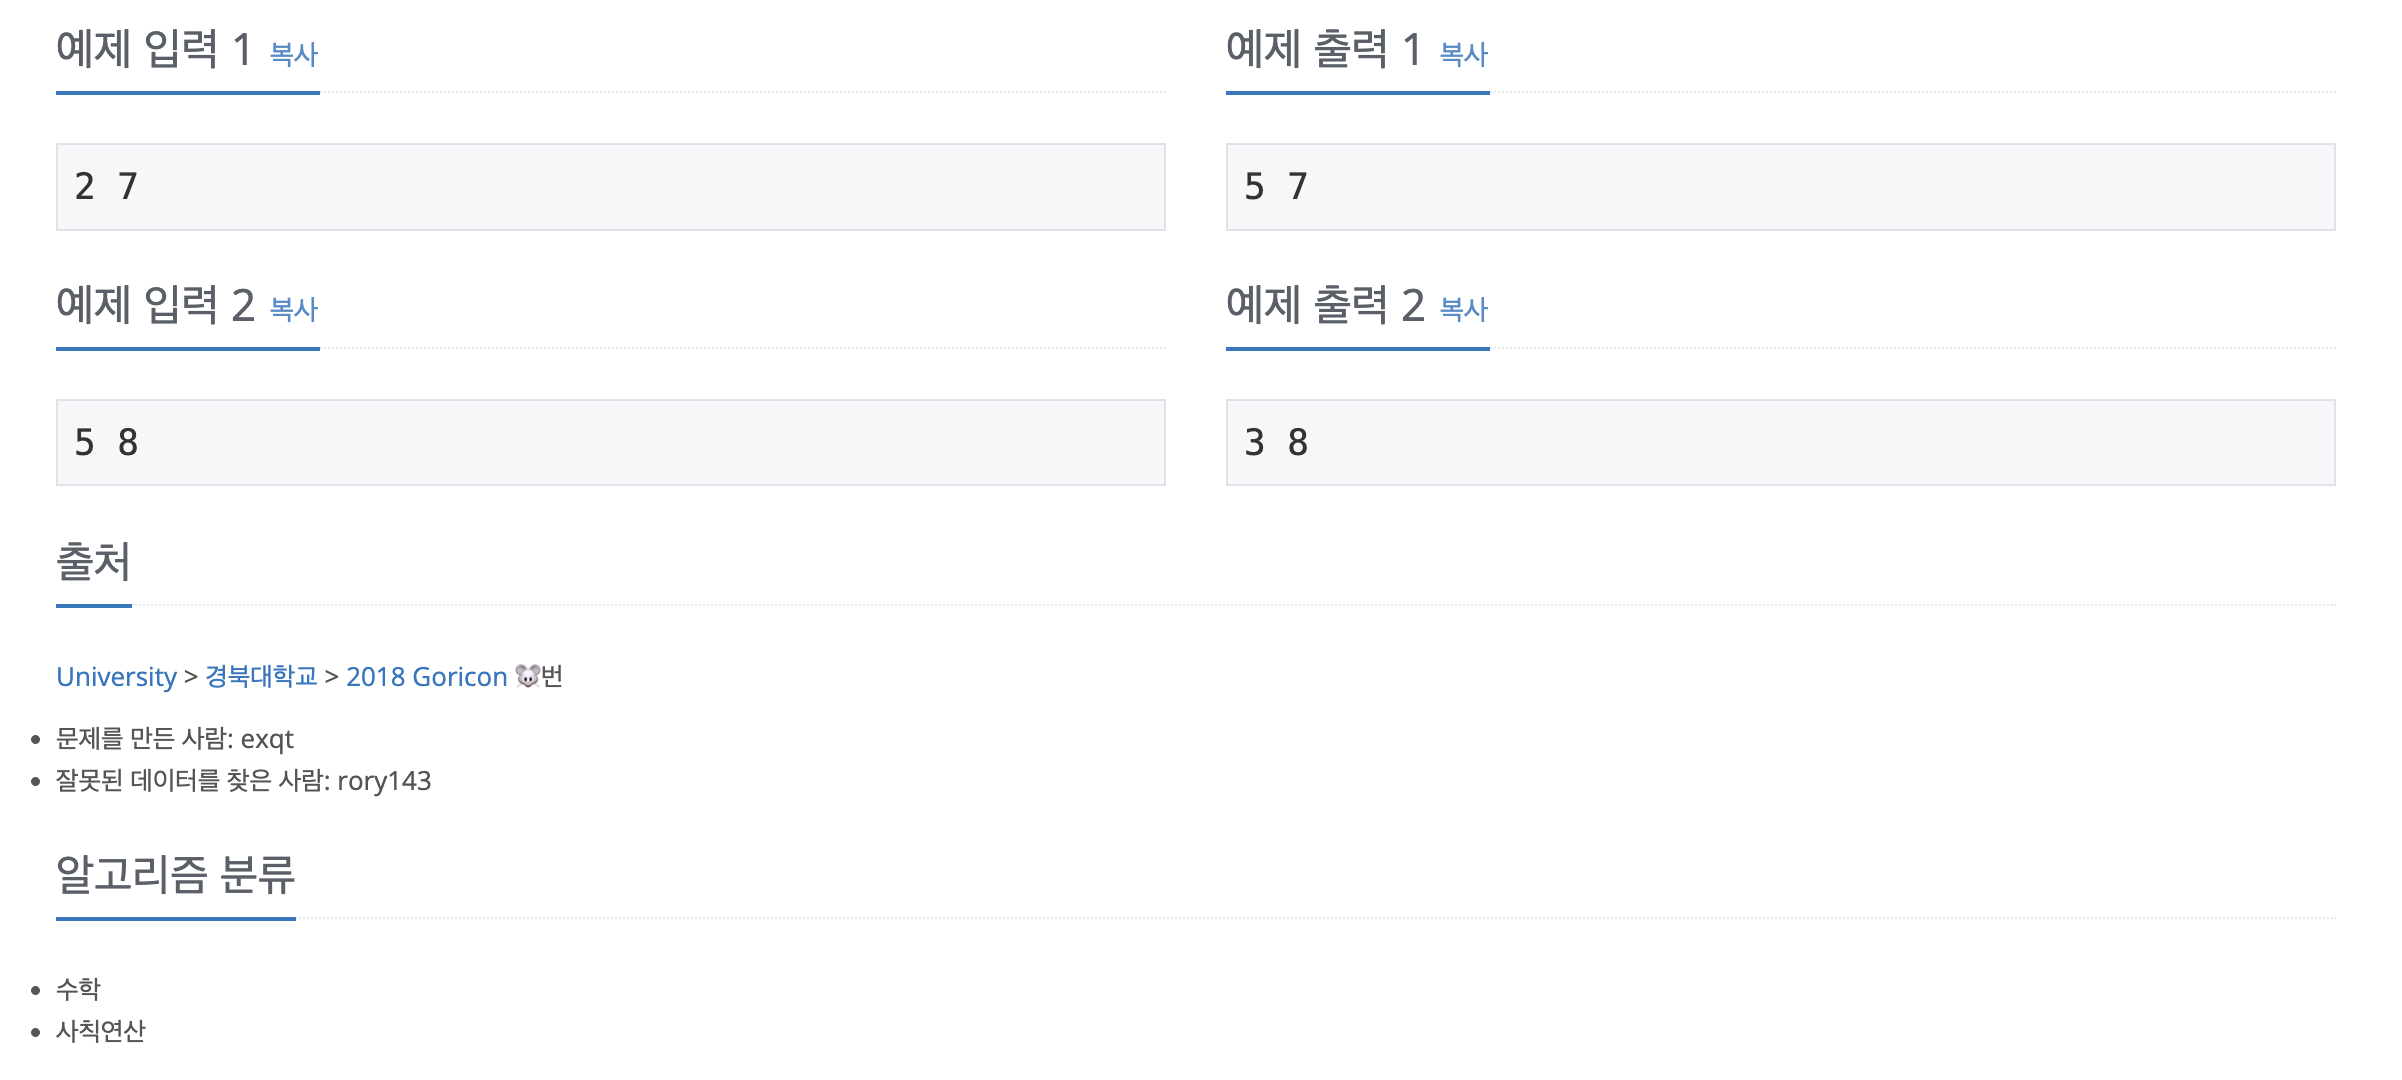 예제 입력 1 복사
예제 출력 1 복사
2 7
5 7
예제 입력 2 복사
예제 출력 2 복사
5 8
3 8
출처
University > 경북대학교 > 2018 Goricon 🐭번
문제를 만든 사람: exqt
잘못된 데이터를 찾은 사람: rory143
알고리즘 분류
수학
사칙연산